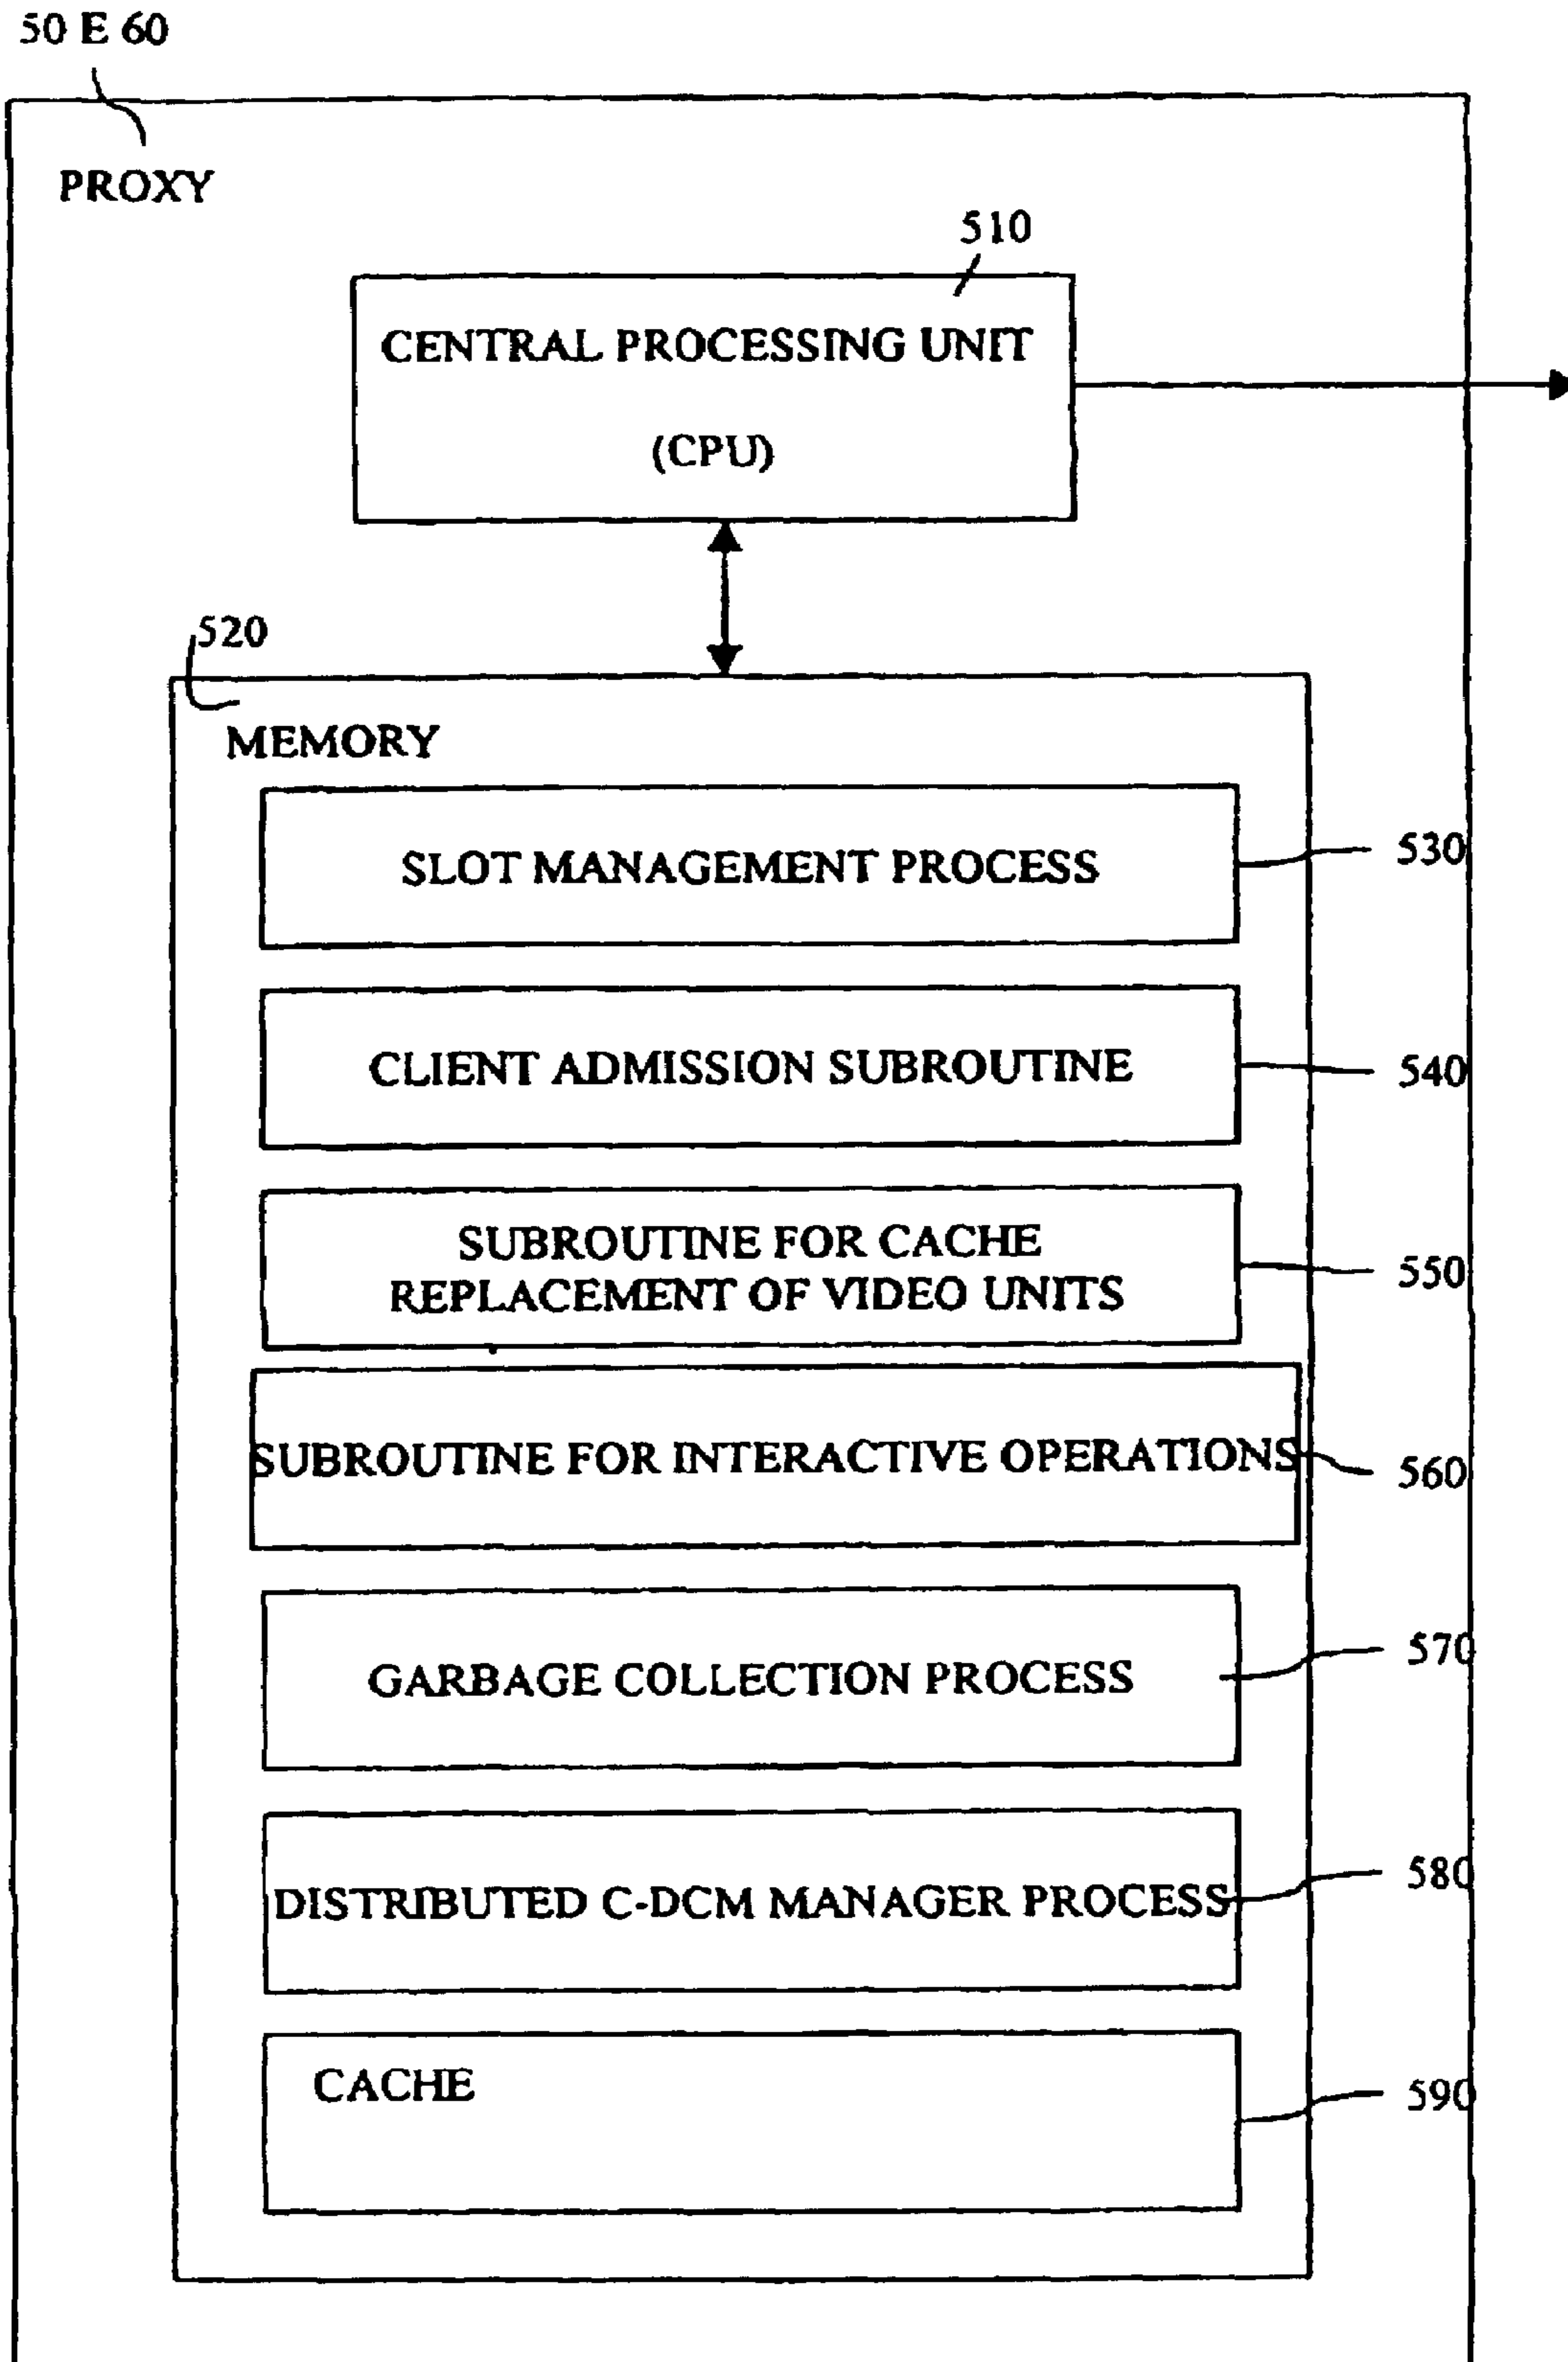 50 E 60
PROXY
510
CENTRAL PROCESSING UNIT
(CPU)
520
MEMORY
SLOT MANAGEMENT PROCESS
530
CLIENT ADMISSION SUBROUTINE
540
SUBROUTINE FOR CACHE
REPLACEMENT OF VIDEO UNITS
550
SUBROUTINE FOR INTERACTIVE OPERATIONS
560
GARBAGE COLLECTION PROCESS
570
DISTRIBUTED C-DCM MANAGER PROCESS
580
CACHE
590